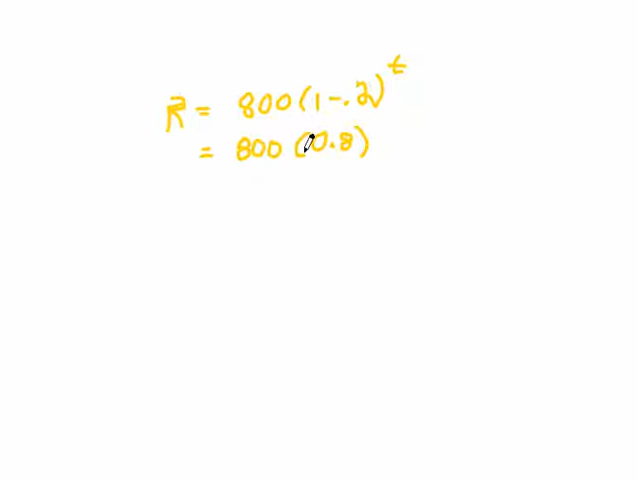 R = 800(1-.2)^t
= 800(0.8)